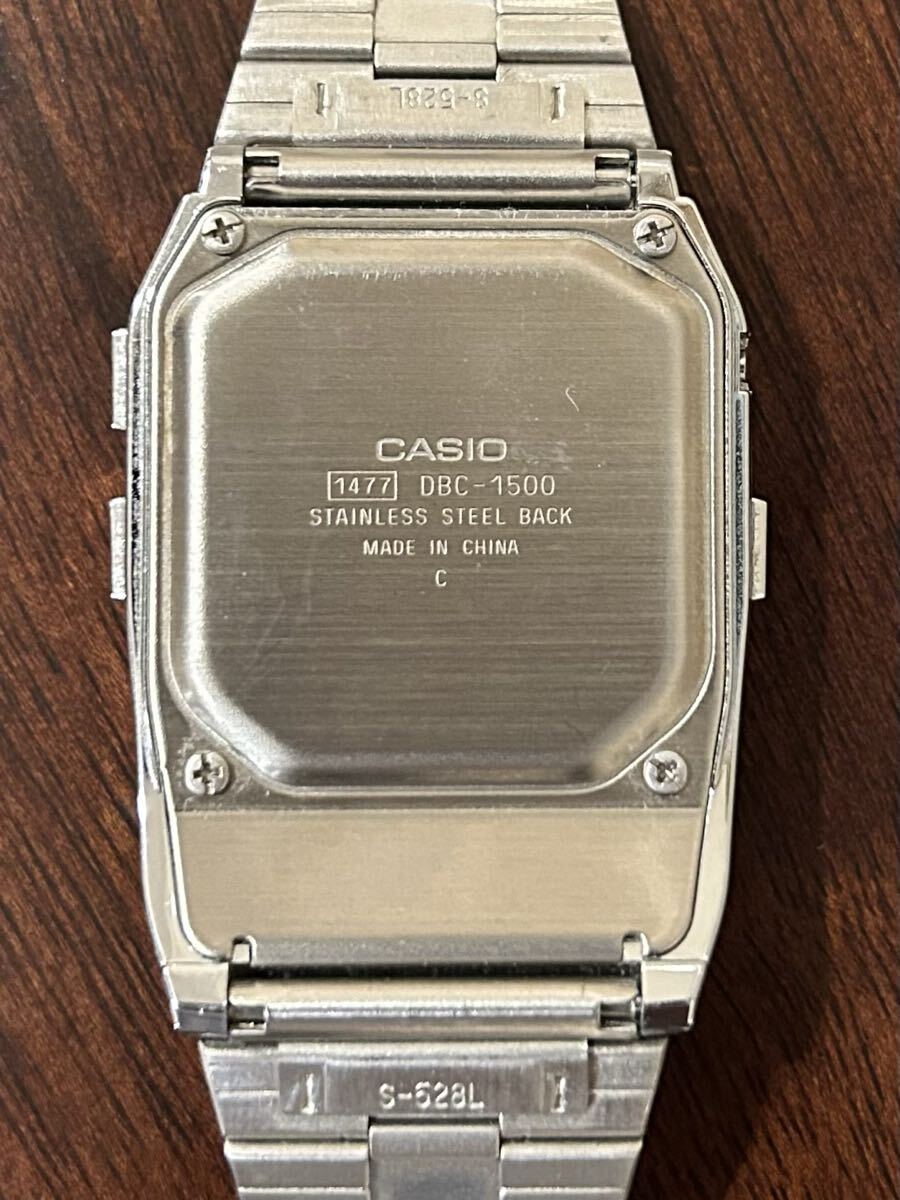 S-528L
CASIO
1477 DBC-1500
STAINLESS STEEL BACK
MADE IN CHINA
C
S-528L